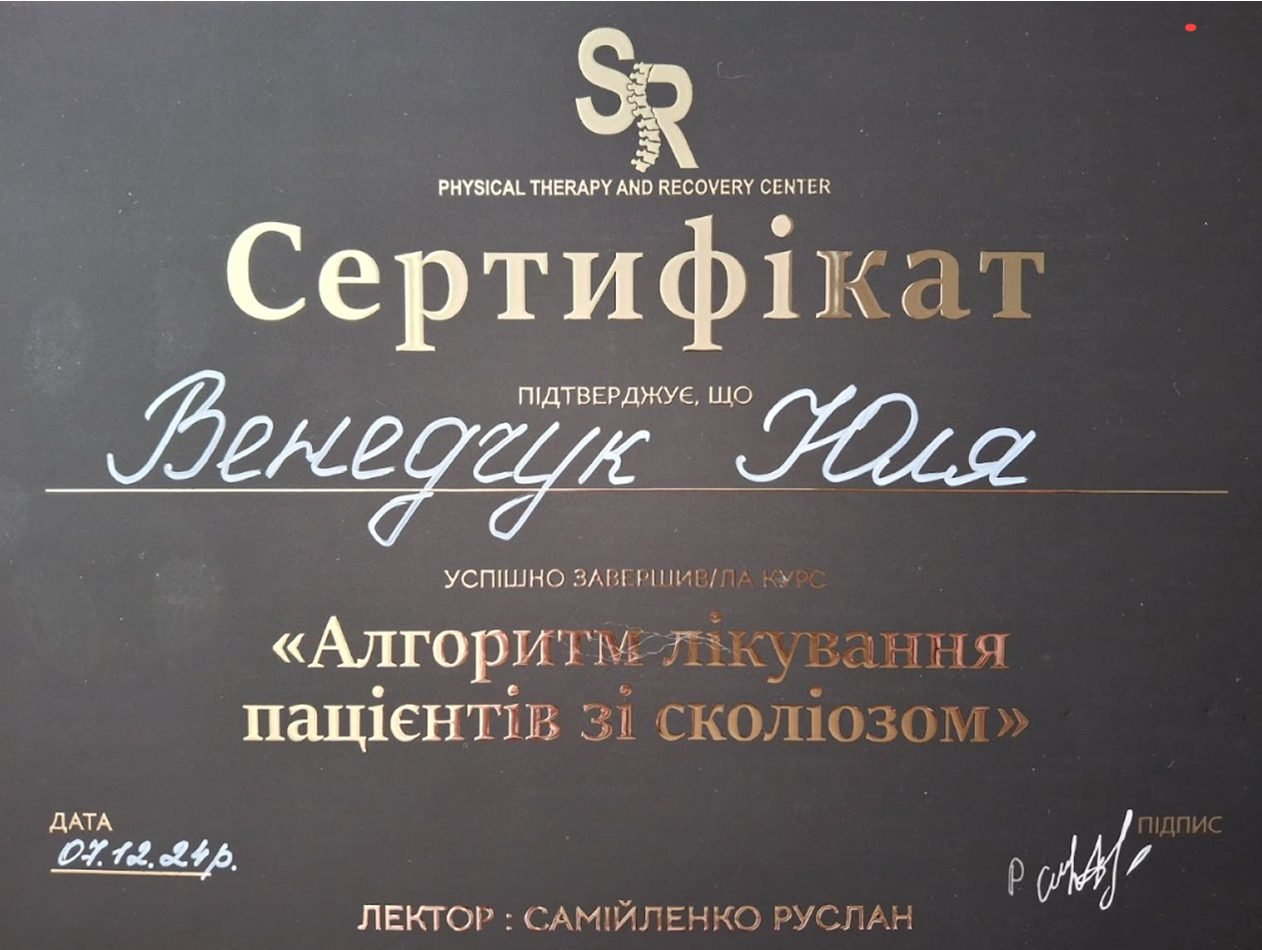 SR
PHYSICAL THERAPY AND RECOVERY CENTER
Сертифікат
ПІДТВЕРДЖУЄ, ЩО
Венедчук Юля
УСПІШНО ЗАВЕРШИВ/ЛА КУРС
«Алгоритм лікування
пацієнтів зі сколіозом»
ДАТА
07.12.24р.
ПІДПИС
ЛЕКТОР : САМІЙЛЕНКО РУСЛАН